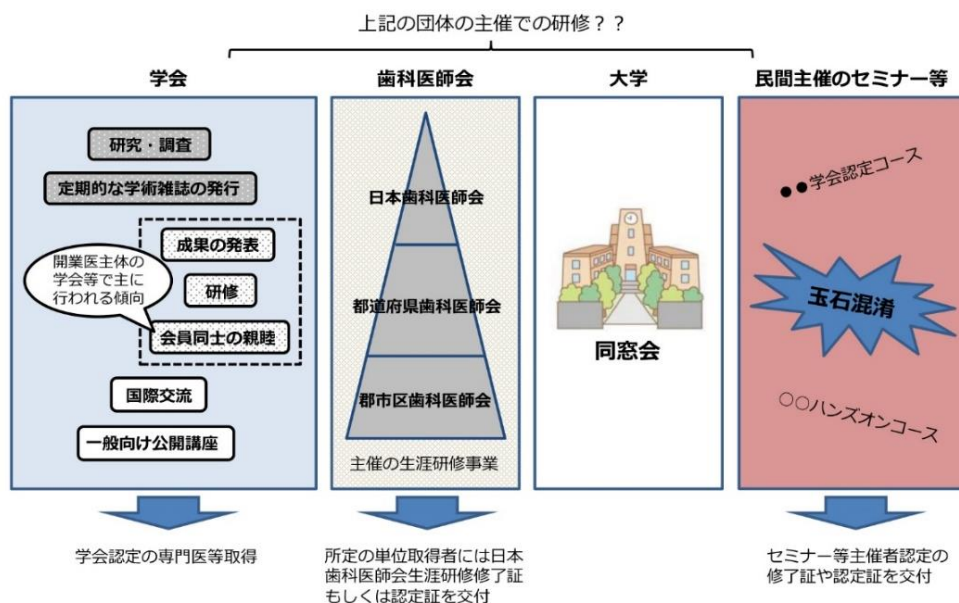 上記の団体の主催での研修？？
学会
歯科医師会
大学
民間主催のセミナー等
研究・調査
定期的な学術雑誌の発行
成果の発表
開業医主体の
学会等で主に
行われる傾向
研修
会員同士の親睦
国際交流
一般向け公開講座
日本歯科医師会
都道府県歯科医師会
郡市区歯科医師会
主催の生涯研修事業
同窓会
●●学会認定コース
玉石混淆
○○ハンズオンコース
学会認定の専門医等取得
所定の単位取得者には日本
歯科医師会生涯研修修了証
もしくは認定証を交付
セミナー等主催者認定の
修了証や認定証を交付